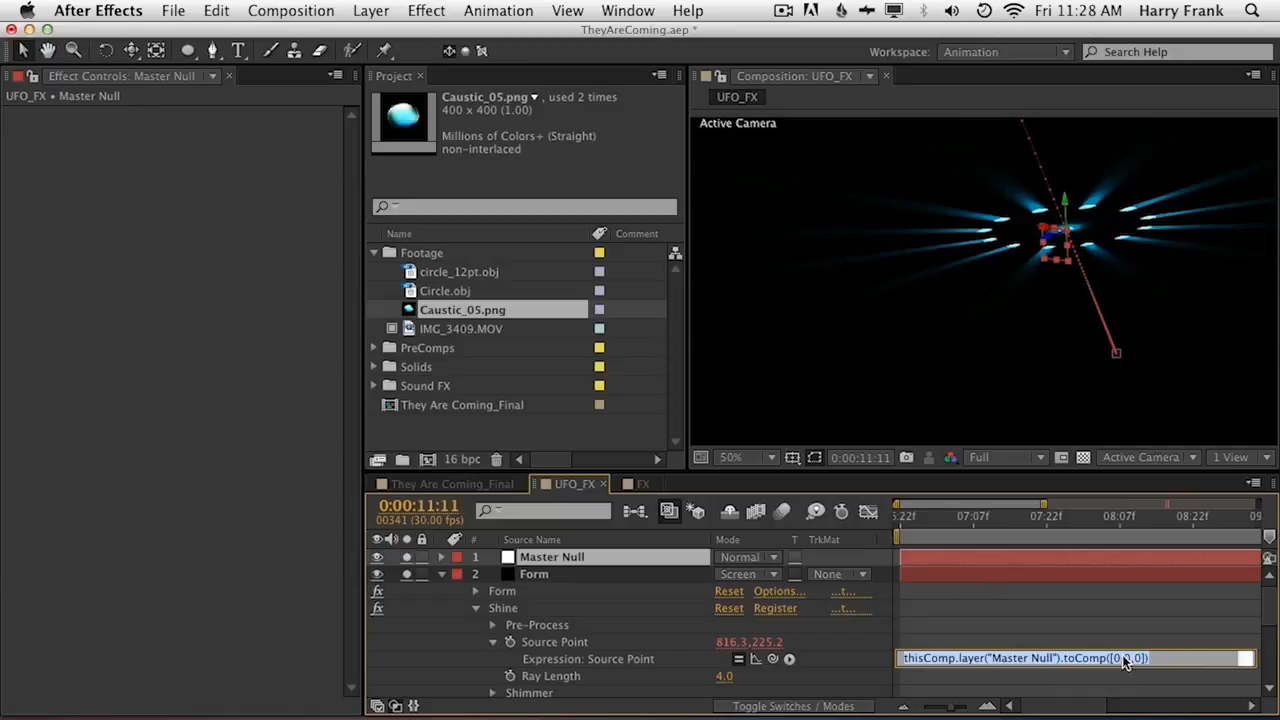 After Effects File Edit Composition Layer Effect Animation View Window Help Fri 11:28 AM Harry Frank
TheyAreComing.aep *
Workspace: Animation Search Help
Effect Controls: Master Null
UFO_FX • Master Null
Project
Caustic_05.png , used 2 times
400 x 400 (1.00)
Millions of Colors+ (Straight)
non-interlaced
Name Comment
Footage
circle_12pt.obj
Circle.obj
Caustic_05.png
IMG_3409.MOV
PreComps
Solids
Sound FX
They Are Coming_Final
16 bpc
Composition: UFO_FX
UFO_FX
Active Camera
50% 0:00:11:11 Full Active Camera 1 View
They Are Coming_Final UFO_FX FX
0:00:11:11
00341 (30.00 fps)
:22f 07:07f 07:22f 08:07f 08:22f 09
# Source Name Mode T TrkMat
1 Master Null Normal
2 Form Screen None
fx Form Reset Options... ...t...
fx Shine Reset Register ...t...
Pre-Process
Source Point 816.3,225.2
Expression: Source Point thisComp.layer("Master Null").toComp([0,0,0])
Ray Length 4.0
Shimmer
Toggle Switches / Modes